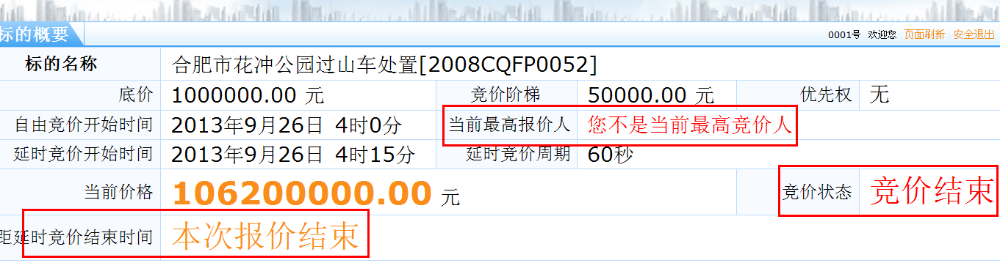 标的概要
0001号 欢迎您 页面刷新 安全退出
标的名称 合肥市花冲公园过山车处置[2008CQFP0052]
底价 1000000.00 元 竞价阶梯 50000.00 元 优先权 无
自由竞价开始时间 2013年9月26日 4时0分 当前最高报价人 您不是当前最高竞价人
延时竞价开始时间 2013年9月26日 4时15分 延时竞价周期 60秒
当前价格 106200000.00 元 竞价状态 竞价结束
距延时竞价结束时间 本次报价结束